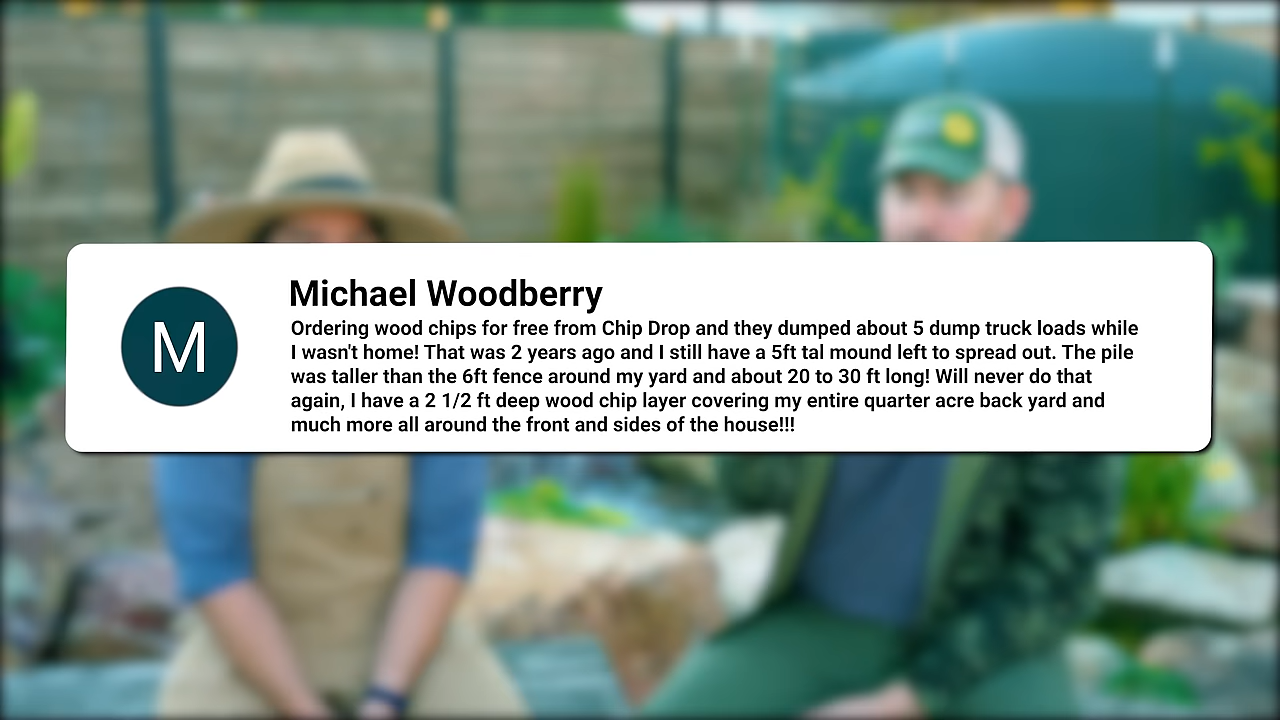 M
Michael Woodberry
Ordering wood chips for free from Chip Drop and they dumped about 5 dump truck loads while
I wasn't home! That was 2 years ago and I still have a 5ft tal mound left to spread out. The pile
was taller than the 6ft fence around my yard and about 20 to 30 ft long! Will never do that
again, I have a 2 1/2 ft deep wood chip layer covering my entire quarter acre back yard and
much more all around the front and sides of the house!!!